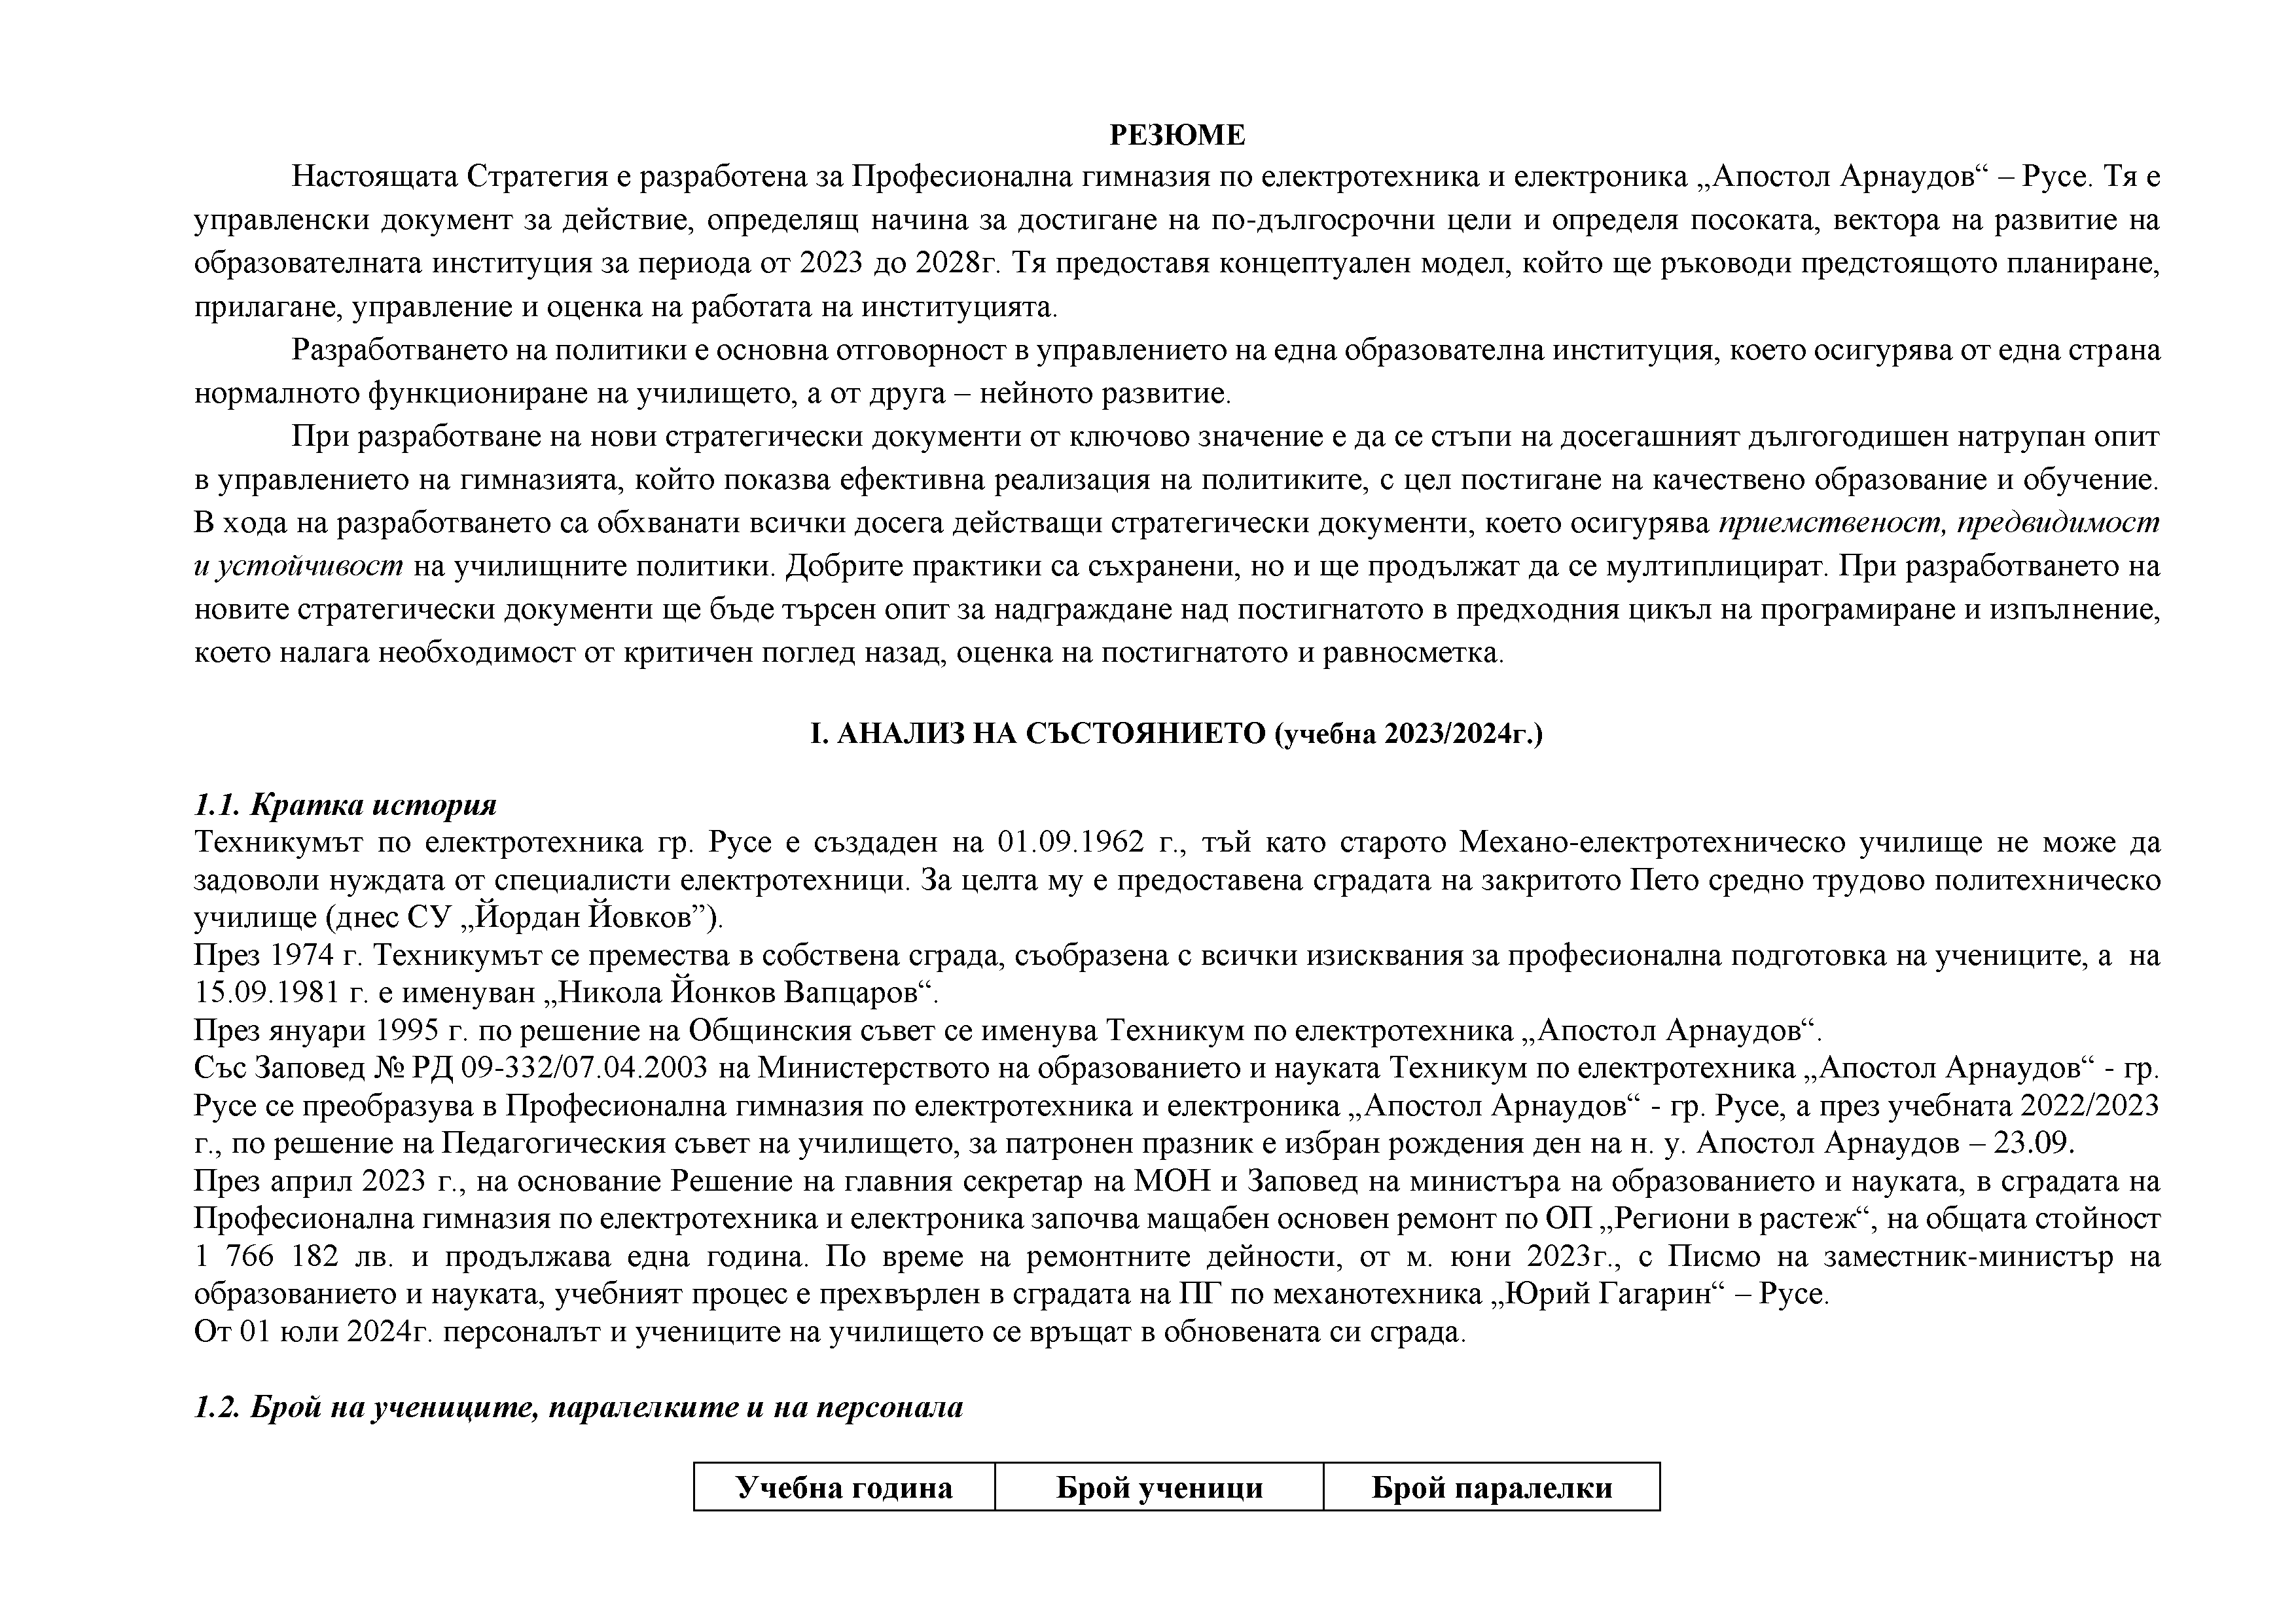 РЕЗЮМЕ
Настоящата Стратегия е разработена за Професионална гимназия по електротехника и електроника „Апостол Арнаудов“ – Русе. Тя е
управленски документ за действие, определящ начина за достигане на по-дългосрочни цели и определя посоката, вектора на развитие на
образователната институция за периода от 2023 до 2028г. Тя предоставя концептуален модел, който ще ръководи предстоящото планиране,
прилагане, управление и оценка на работата на институцията.
Разработването на политики е основна отговорност в управлението на една образователна институция, което осигурява от една страна
нормалното функциониране на училището, а от друга – нейното развитие.
При разработване на нови стратегически документи от ключово значение е да се стъпи на досегашният дългогодишен натрупан опит
в управлението на гимназията, който показва ефективна реализация на политиките, с цел постигане на качествено образование и обучение.
В хода на разработването са обхванати всички досега действащи стратегически документи, което осигурява приемственост, предвидимост
и устойчивост на училищните политики. Добрите практики са съхранени, но и ще продължат да се мултиплицират. При разработването на
новите стратегически документи ще бъде търсен опит за надграждане над постигнатото в предходния цикъл на програмиране и изпълнение,
което налага необходимост от критичен поглед назад, оценка на постигнатото и равносметка.
I. АНАЛИЗ НА СЪСТОЯНИЕТО (учебна 2023/2024г.)
1.1. Кратка история
Техникумът по електротехника гр. Русе е създаден на 01.09.1962 г., тъй като старото Механо-електротехническо училище не може да
задоволи нуждата от специалисти електротехници. За целта му е предоставена сградата на закритото Пето средно трудово политехническо
училище (днес СУ „Йордан Йовков”).
През 1974 г. Техникумът се премества в собствена сграда, съобразена с всички изисквания за професионална подготовка на учениците, а на
15.09.1981 г. е именуван „Никола Йонков Вапцаров“.
През януари 1995 г. по решение на Общинския съвет се именува Техникум по електротехника „Апостол Арнаудов“.
Със Заповед № РД 09-332/07.04.2003 на Министерството на образованието и науката Техникум по електротехника „Апостол Арнаудов“ - гр.
Русе се преобразува в Професионална гимназия по електротехника и електроника „Апостол Арнаудов“ - гр. Русе, а през учебната 2022/2023
г., по решение на Педагогическия съвет на училището, за патронен празник е избран рождения ден на н. у. Апостол Арнаудов – 23.09.
През април 2023 г., на основание Решение на главния секретар на МОН и Заповед на министъра на образованието и науката, в сградата на
Професионална гимназия по електротехника и електроника започва мащабен основен ремонт по ОП „Региони в растеж“, на общата стойност
1 766 182 лв. и продължава една година. По време на ремонтните дейности, от м. юни 2023г., с Писмо на заместник-министър на
образованието и науката, учебният процес е прехвърлен в сградата на ПГ по механотехника „Юрий Гагарин“ – Русе.
От 01 юли 2024г. персоналът и учениците на училището се връщат в обновената си сграда.
1.2. Брой на учениците, паралелките и на персонала
Учебна година Брой ученици Брой паралелки